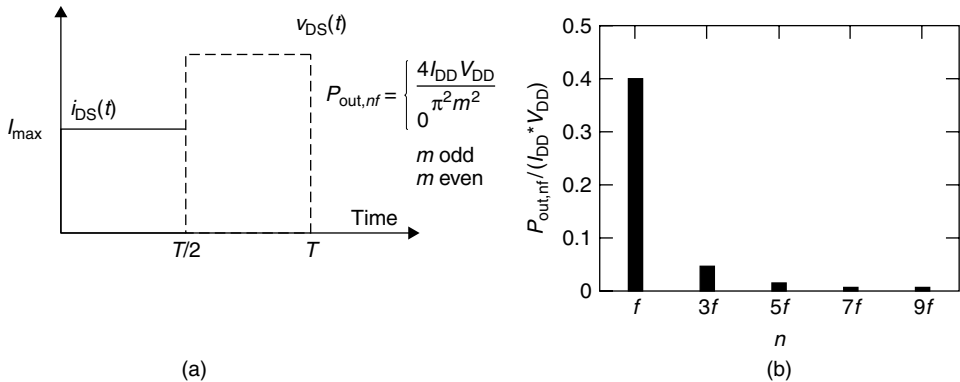 v_DS(t)
i_DS(t)
I_max
P_out,nf = { 4I_DD V_DD / π²m²
0
m odd
m even
Time
T/2 T
(a)
P_out,nf/(I_DD*V_DD)
0.5
0.4
0.3
0.2
0.1
0
f 3f 5f 7f 9f
n
(b)